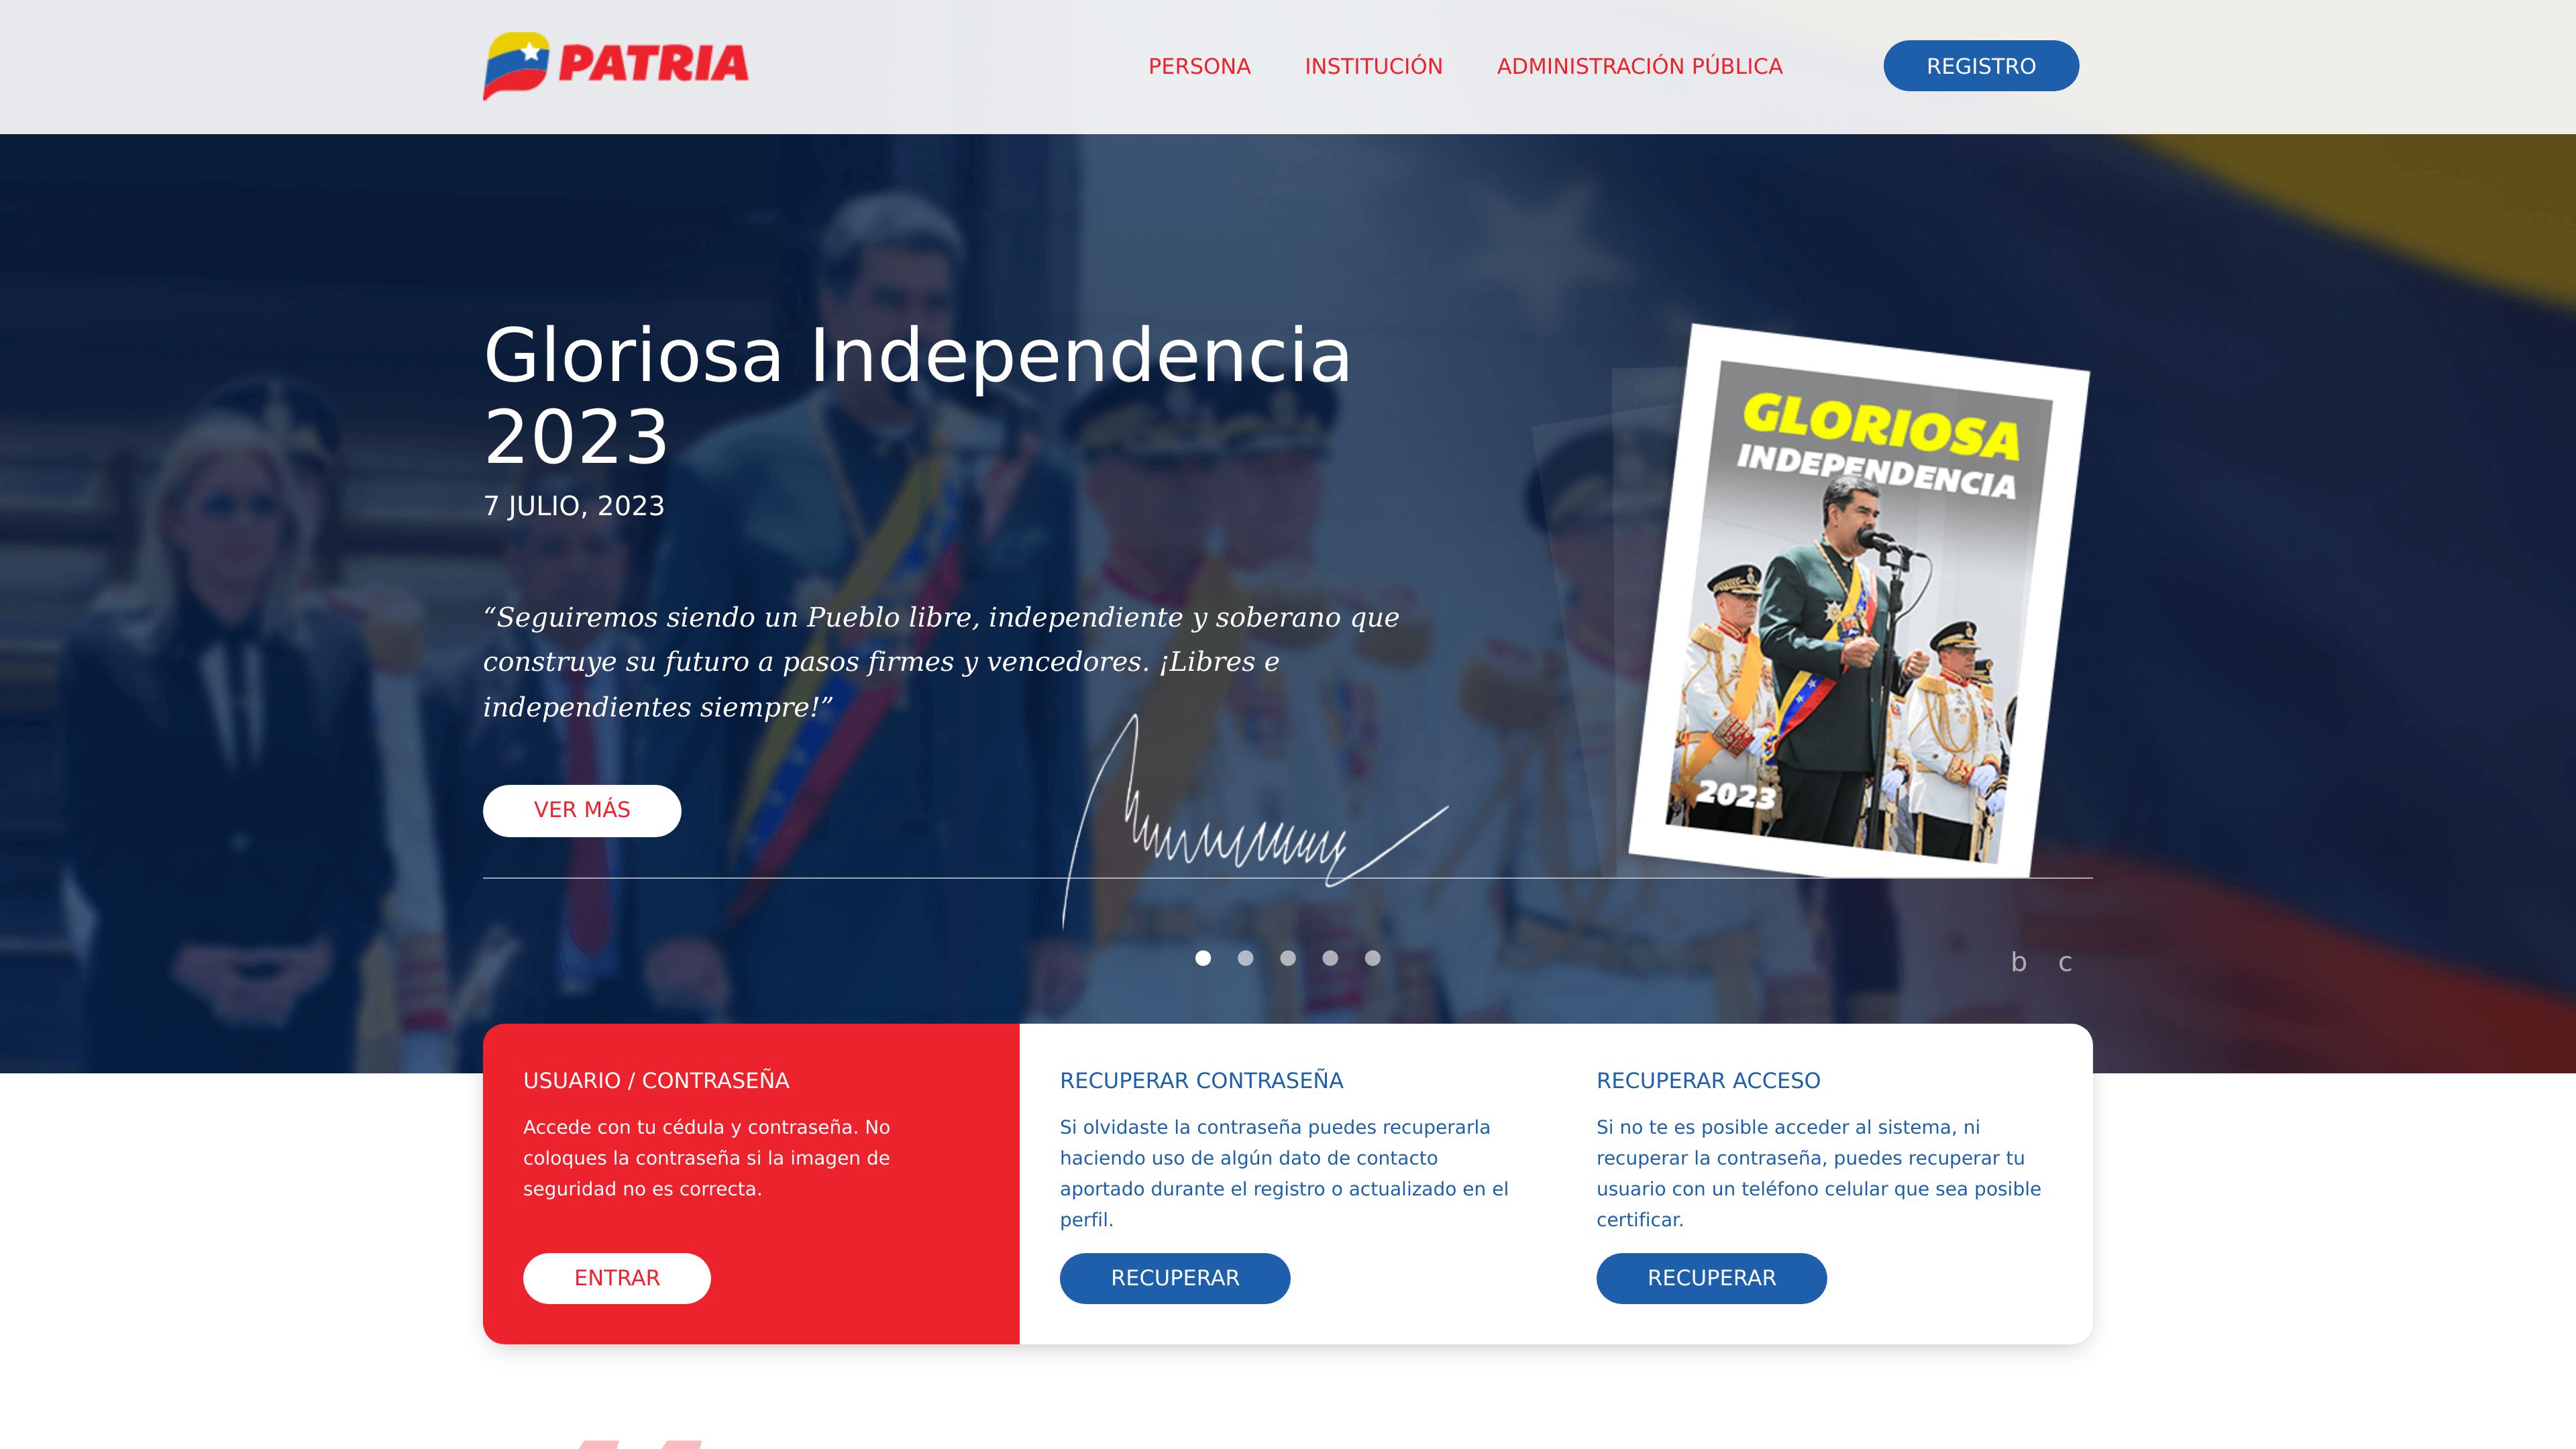 PATRIA
PERSONA
INSTITUCIÓN
ADMINISTRACIÓN PÚBLICA
REGISTRO
Gloriosa Independencia
2023
7 JULIO, 2023
“Seguiremos siendo un Pueblo libre, independiente y soberano que
construye su futuro a pasos firmes y vencedores. ¡Libres e
independientes siempre!”
VER MÁS
GLORIOSA
INDEPENDENCIA
2023
b
c
USUARIO / CONTRASEÑA
Accede con tu cédula y contraseña. No
coloques la contraseña si la imagen de
seguridad no es correcta.
ENTRAR
RECUPERAR CONTRASEÑA
Si olvidaste la contraseña puedes recuperarla
haciendo uso de algún dato de contacto
aportado durante el registro o actualizado en el
perfil.
RECUPERAR
RECUPERAR ACCESO
Si no te es posible acceder al sistema, ni
recuperar la contraseña, puedes recuperar tu
usuario con un teléfono celular que sea posible
certificar.
RECUPERAR